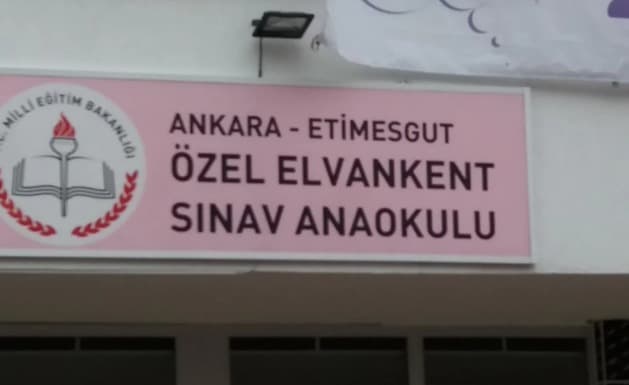 MİLLİ EĞİTİM BAKANLIĞI
ANKARA - ETİMESGUT
ÖZEL ELVANKENT
SINAV ANAOKULU